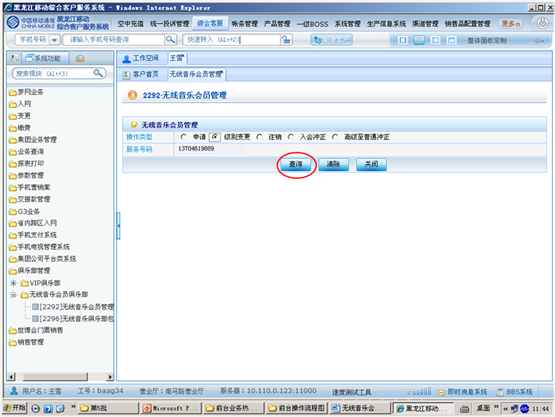 黑龙江移动综合客户服务系统 - Windows Internet Explorer
中国移动通信
CHINA MOBILE
黑龙江移动
综合客户服务系统
空中充值 统一投诉管理 综合客服 帐务管理 产品管理 一级BOSS 系统管理 生产信息系统 渠道管理 销售品配置管理 更多
手机号码 请输入手机号码查询 快速转入 (Alt+2) 整体面板定制
系统功能
工作空间 王雪
搜索模块 (Alt+3)
客户首页 无线音乐会员管理
梦网业务
入网
变更
缴费
集团业务管理
业务查询
报表打印
参数管理
手机营销案
交接款管理
G3业务
省内跨区入网
手机支付系统
手机电视管理系统
集团公司平台类系统
俱乐部管理
VIP俱乐部
无线音乐会员俱乐部
[2292]无线音乐会员管理
[2296]无线音乐俱乐部包
世博会门票销售
销售管理
2292-无线音乐会员管理
无线音乐会员管理
操作类型 申请 级别变更 注销 入会冲正 高级至普通冲正
服务号码 13704619889
查询 清除 关闭
用户名：王雪 工号：baag34 营业厅：南马路营业厅 服务器：10.110.0.123:11000 速度测试工具 即时消息系统 BBS系统
开始 第5批 Microsoft P... 前台业务热... 前台操作流程图 无线音乐会... 黑龙江移动... 桌面 11:44